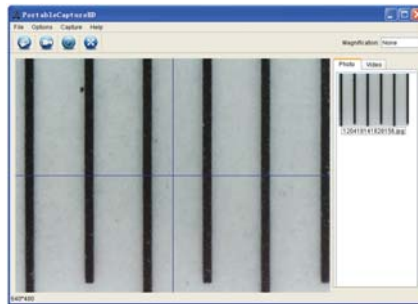 PortableCaptureHD
File Options Capture Help
Magnification: None
Photo Video
640*480